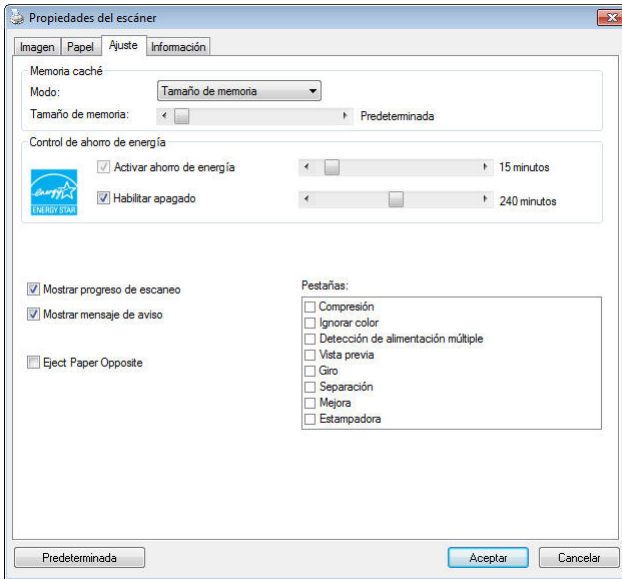 Propiedades del escáner
Imagen Papel Ajuste Información
Memoria caché
Modo: Tamaño de memoria
Tamaño de memoria: Predeterminada
Control de ahorro de energía
Activar ahorro de energía 15 minutos
energy
ENERGY STAR
Habilitar apagado 240 minutos
Mostrar progreso de escaneo
Mostrar mensaje de aviso
Eject Paper Opposite
Pestañas:
Compresión
Ignorar color
Detección de alimentación múltiple
Vista previa
Giro
Separación
Mejora
Estampadora
Predeterminada Aceptar Cancelar